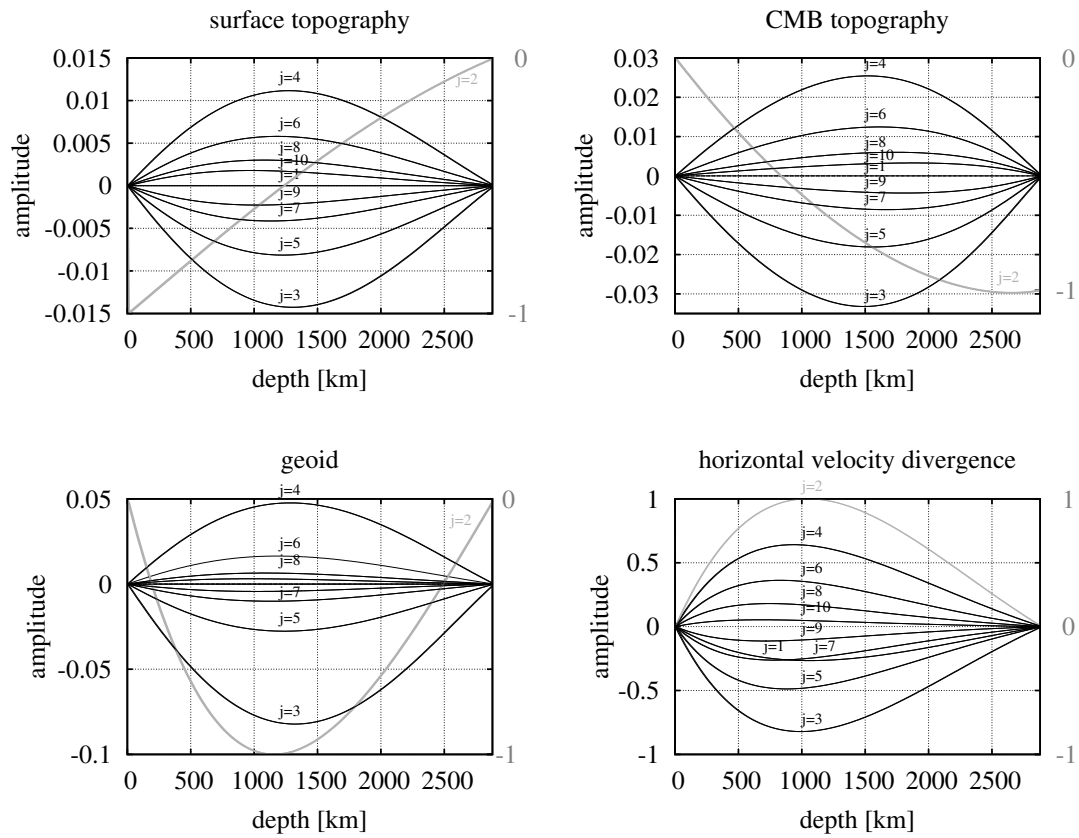 surface topography
0.015
0.01
0.005
0
-0.005
-0.01
-0.015
amplitude
j=4
j=2
j=6
j=8
j=10
j=1
j=9
j=7
j=5
j=3
0
-1
0 500 1000 1500 2000 2500
depth [km]
CMB topography
0.03
0.02
0.01
0
-0.01
-0.02
-0.03
amplitude
j=4
j=6
j=8
j=10
j=1
j=9
j=7
j=5
j=2
j=3
0
-1
0 500 1000 1500 2000 2500
depth [km]
geoid
0.05
0
-0.05
-0.1
amplitude
j=4
j=2
j=6
j=8
j=7
j=5
j=3
0
-1
0 500 1000 1500 2000 2500
depth [km]
horizontal velocity divergence
1
0.5
0
-0.5
-1
amplitude
j=2
j=4
j=6
j=8
j=10
j=9
j=1 j=7
j=5
j=3
1
0
-1
0 500 1000 1500 2000 2500
depth [km]